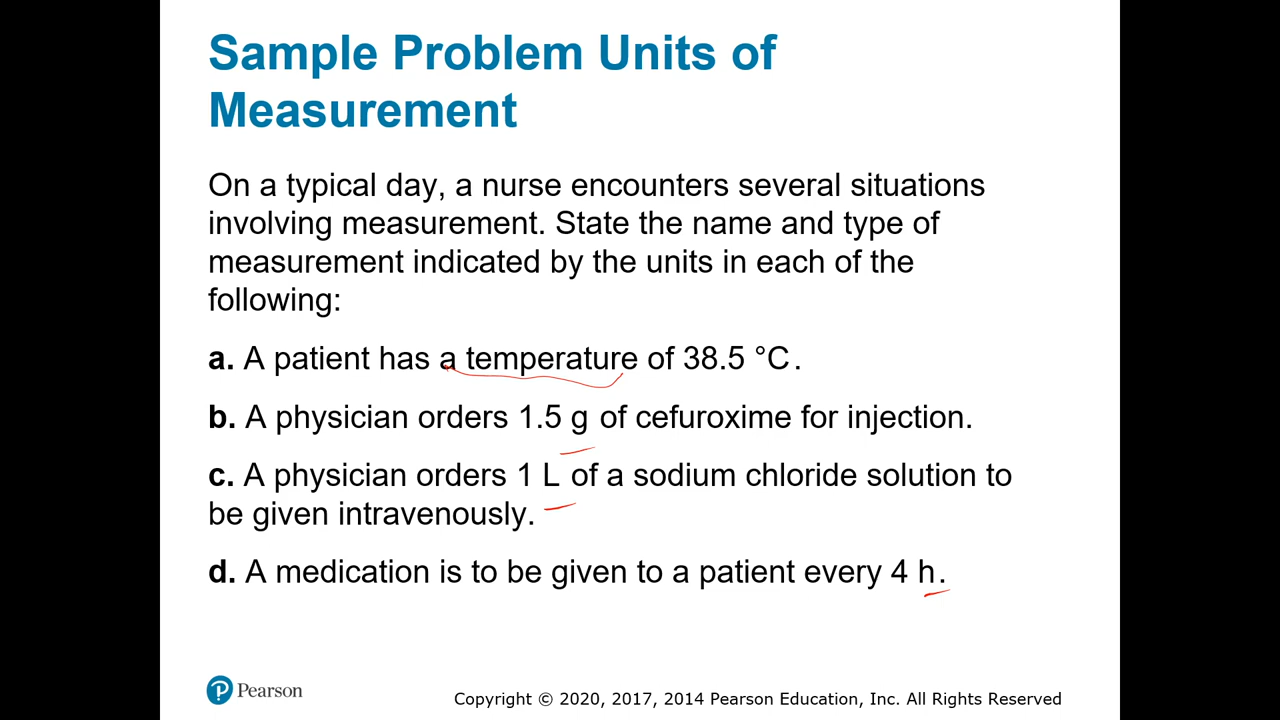 Sample Problem Units of
Measurement
On a typical day, a nurse encounters several situations
involving measurement. State the name and type of
measurement indicated by the units in each of the
following:
a. A patient has a temperature of 38.5 °C.
b. A physician orders 1.5 g of cefuroxime for injection.
c. A physician orders 1 L of a sodium chloride solution to
be given intravenously.
d. A medication is to be given to a patient every 4 h.
Pearson
Copyright © 2020, 2017, 2014 Pearson Education, Inc. All Rights Reserved